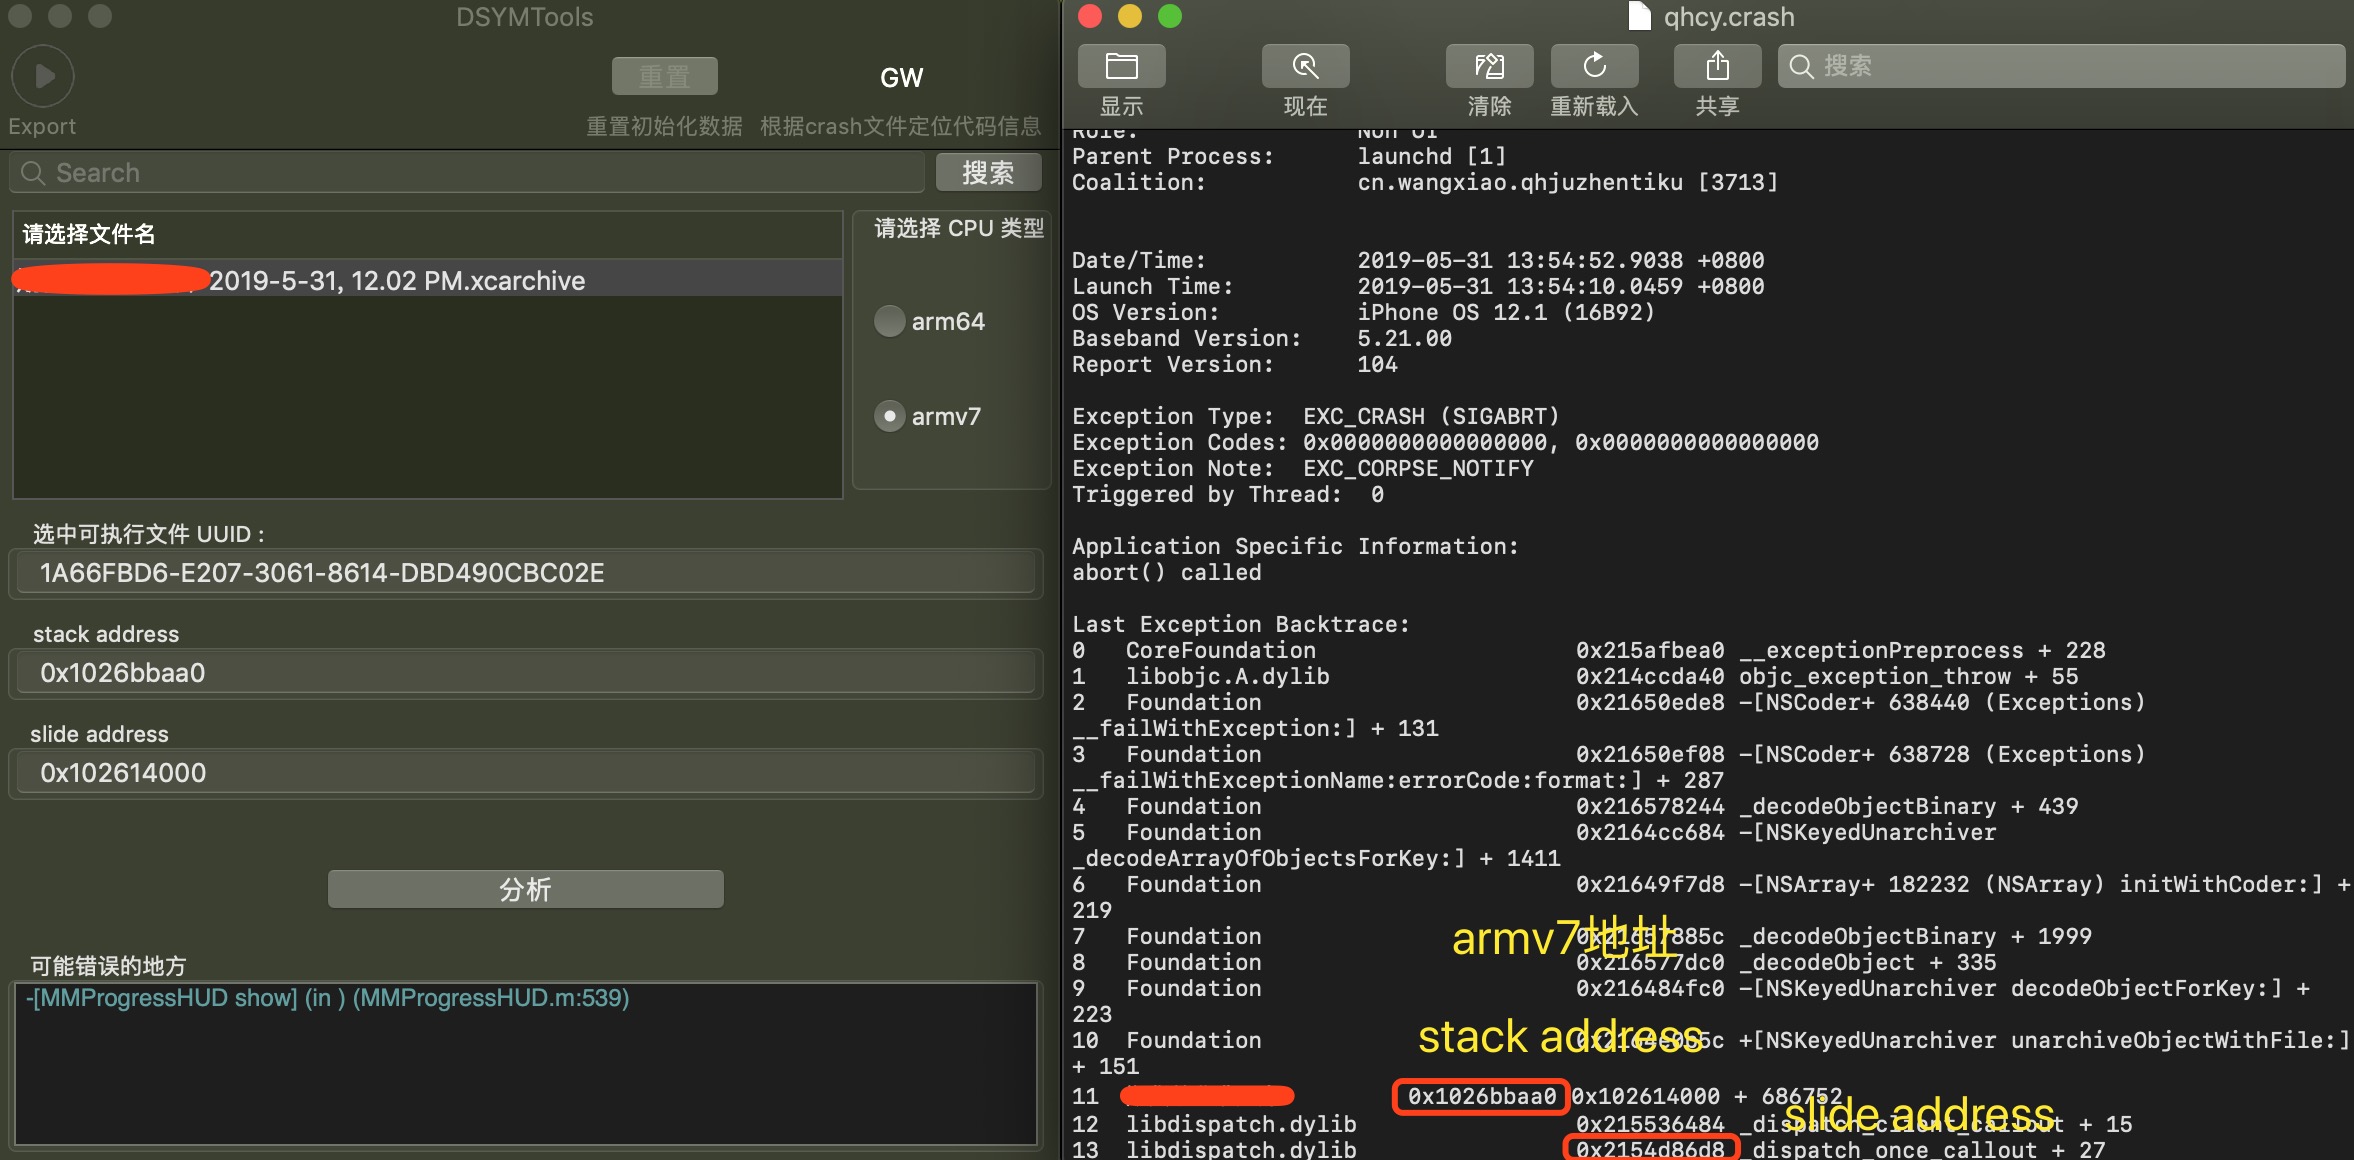 DSYMTools
重置
GW
Export
重置初始化数据
根据crash文件定位代码信息
Search
搜索
请选择文件名
2019-5-31, 12.02 PM.xcarchive
请选择 CPU 类型
arm64
armv7
选中可执行文件 UUID :
1A66FBD6-E207-3061-8614-DBD490CBC02E
stack address
0x1026bbaa0
slide address
0x102614000
分析
可能错误的地方
-[MMProgressHUD show] (in ) (MMProgressHUD.m:539)
qhcy.crash
显示
现在
清除
重新载入
共享
搜索
Role: Non UI
Parent Process: launchd [1]
Coalition: cn.wangxiao.qhjuzhentiku [3713]
Date/Time: 2019-05-31 13:54:52.9038 +0800
Launch Time: 2019-05-31 13:54:10.0459 +0800
OS Version: iPhone OS 12.1 (16B92)
Baseband Version: 5.21.00
Report Version: 104
Exception Type: EXC_CRASH (SIGABRT)
Exception Codes: 0x0000000000000000, 0x0000000000000000
Exception Note: EXC_CORPSE_NOTIFY
Triggered by Thread: 0
Application Specific Information:
abort() called
Last Exception Backtrace:
0 CoreFoundation 0x215afbea0 __exceptionPreprocess + 228
1 libobjc.A.dylib 0x214ccda40 objc_exception_throw + 55
2 Foundation 0x21650ede8 -[NSCoder+ 638440 (Exceptions)
__failWithException:] + 131
3 Foundation 0x21650ef08 -[NSCoder+ 638728 (Exceptions)
__failWithExceptionName:errorCode:format:] + 287
4 Foundation 0x216578244 _decodeObjectBinary + 439
5 Foundation 0x2164cc684 -[NSKeyedUnarchiver
_decodeArrayOfObjectsForKey:] + 1411
6 Foundation 0x21649f7d8 -[NSArray+ 182232 (NSArray) initWithCoder:] +
219
armv7地址
7 Foundation _decodeObjectBinary + 1999
8 Foundation 0x216577dc0 _decodeObject + 335
9 Foundation 0x216484fc0 -[NSKeyedUnarchiver decodeObjectForKey:] +
223
stack address
10 Foundation +[NSKeyedUnarchiver unarchiveObjectWithFile:]
+ 151
11 0x1026bbaa0 0x102614000 + 686752
slide address
12 libdispatch.dylib 0x215536484 _dispatch_client_callout + 15
13 libdispatch.dylib 0x2154d86d8 _dispatch_once_callout + 27